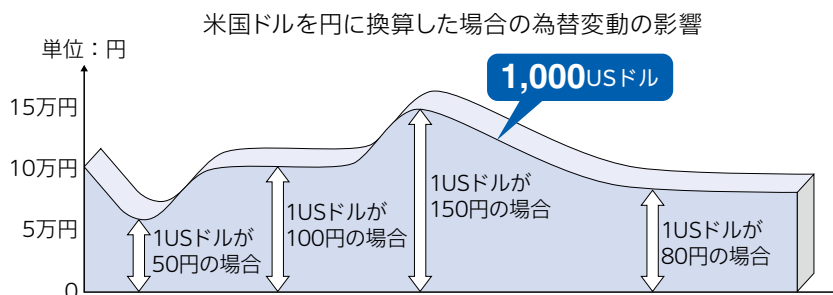 米国ドルを円に換算した場合の為替変動の影響
単位：円
1,000USドル
15万円
10万円
5万円
0
1USドルが
50円の場合
1USドルが
100円の場合
1USドルが
150円の場合
1USドルが
80円の場合